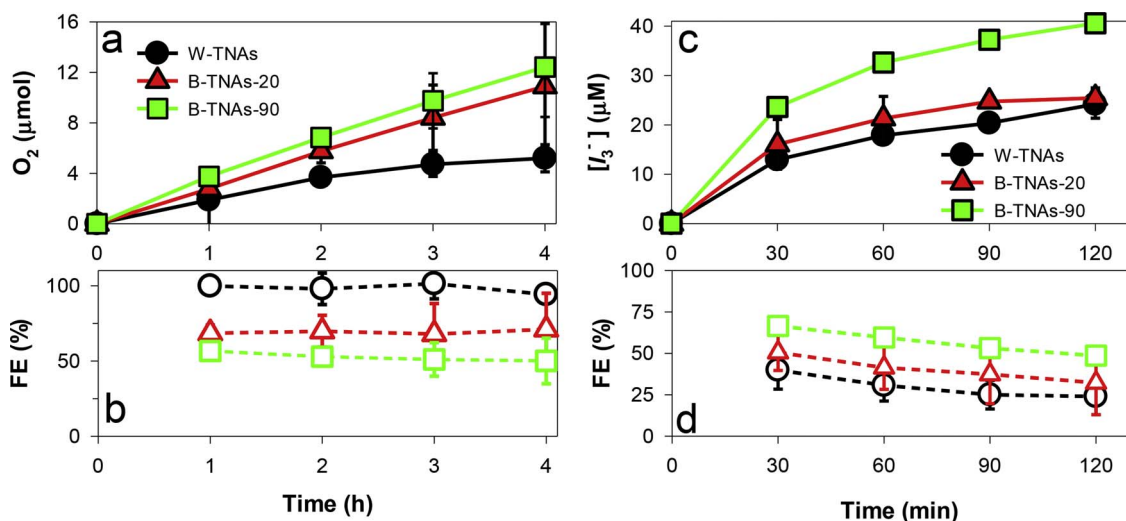 a
O₂ (μmol)
16
12
8
4
0
W-TNAs
B-TNAs-20
B-TNAs-90
0
1
2
3
4
b
FE (%)
100
50
100
0
1
2
3
4
Time (h)
c
[I₃⁻] (μM)
40
30
20
10
0
W-TNAs
B-TNAs-20
B-TNAs-90
0
30
60
90
120
d
FE (%)
100
75
50
25
0
0
30
60
90
120
Time (min)